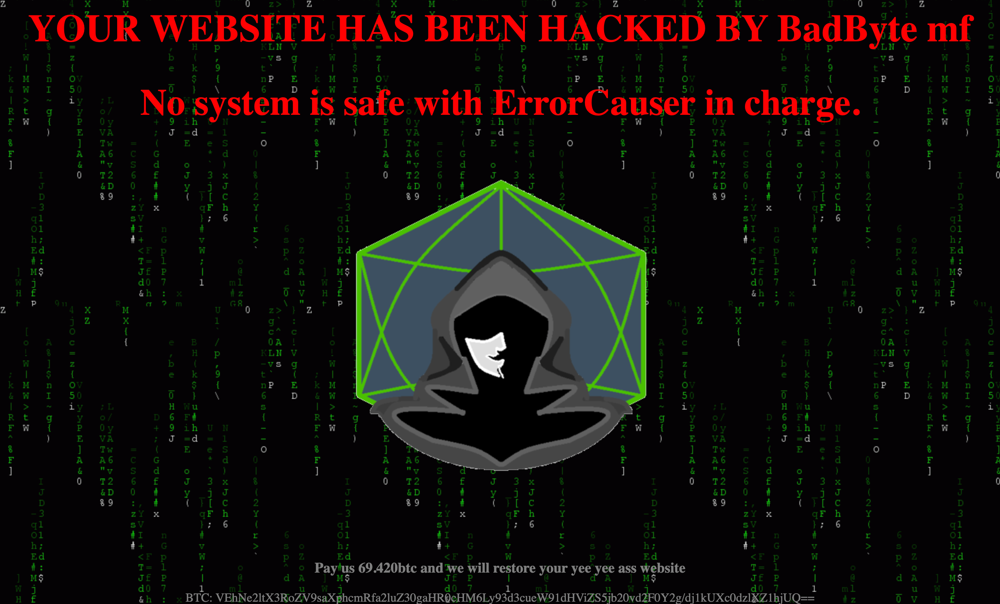 YOUR WEBSITE HAS BEEN HACKED BY BadByte mf
No system is safe with ErrorCauser in charge.
Pay us 69.420btc and we will restore your yee yee ass website
BTC: VEhNe2ltX3RoZV9saXphcmRfa2luZ30gaHR0cHM6Ly93d3cueW91dHViZS5jb20vd2F0Y2g/dj1kUXc0dzlXZ1hjUQ==